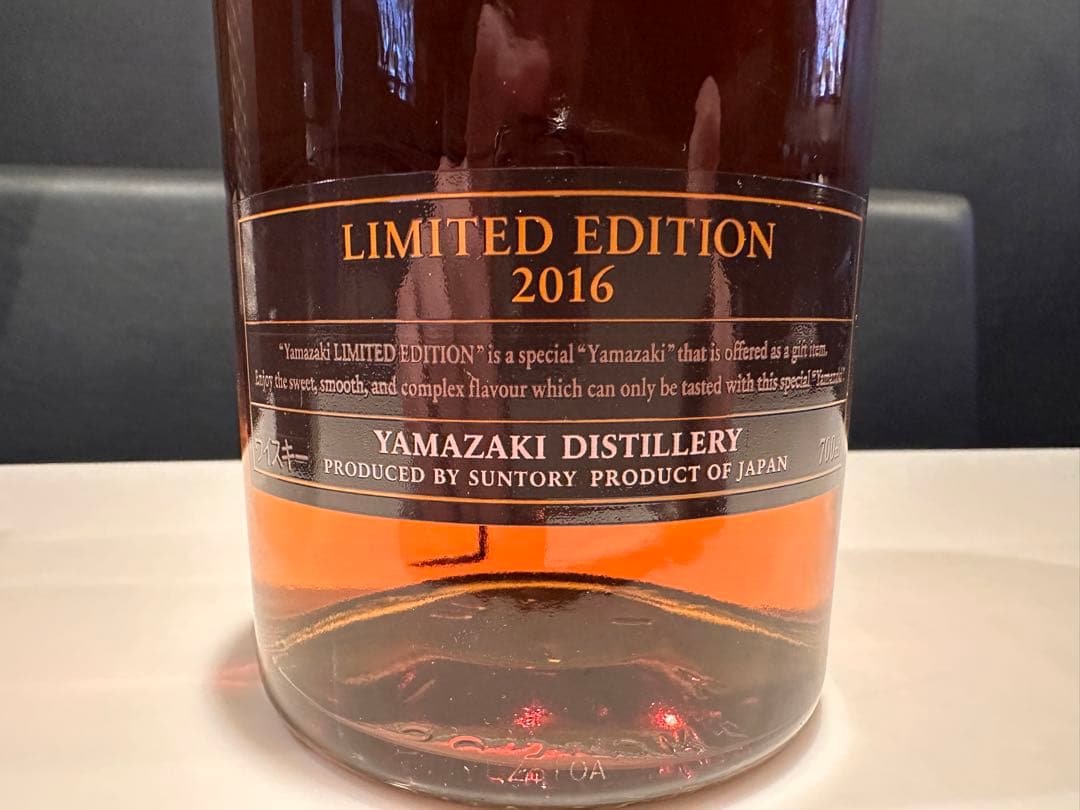 LIMITED EDITION
2016
"Yamazaki LIMITED EDITION" is a special "Yamazaki" that is offered as a gift item.
Enjoy the sweet, smooth, and complex flavour which can only be tasted with this special "Yamazaki"
YAMAZAKI DISTILLERY
ウイスキー PRODUCED BY SUNTORY PRODUCT OF JAPAN 700